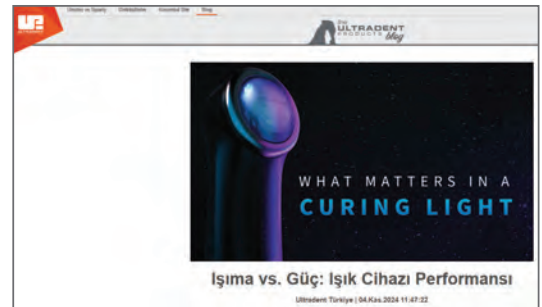 Ürünler ve Sipariş Etkinliklerimiz Kurumsal Site Blog
ULTRADENT
THE
ULTRADENT
PRODUCTS blog
WHAT MATTERS IN A
CURING LIGHT
Işıma vs. Güç: Işık Cihazı Performansı
Ultradent Türkiye | 04.Kas.2024 11:47:22